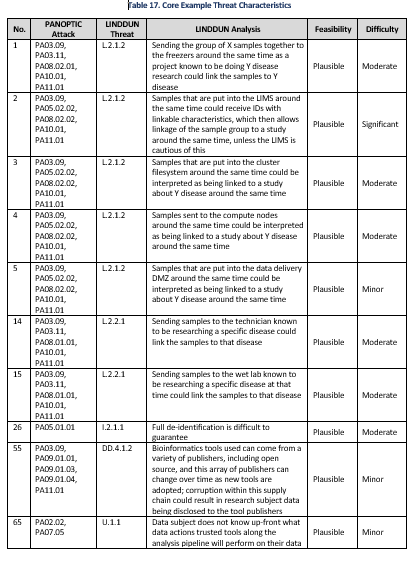 Table 17. Core Example Threat Characteristics
No. PANOPTIC Attack LINDDUN Threat LINDDUN Analysis Feasibility Difficulty
1 PA03.09, L.2.1.2 Sending the group of X samples together Plausible Moderate
PA03.11, to the freezers around the same time as a
PA08.02.01, project known to be doing Y disease
PA10.01, research could link the samples to Y
PA11.01 disease
2 PA03.09, L.2.1.2 Samples that are put into the LIMS around Plausible Significant
PA05.02.02, the same time could receive IDs with
PA08.02.02, linkable characteristics, which then allows
PA10.01, linkage of the sample group to a study
PA11.01 around the same time, unless the LIMS is
cautious of this
3 PA03.09, L.2.1.2 Samples that are put into the cluster Plausible Moderate
PA05.02.02, filesystem around the same time could be
PA08.02.02, interpreted as being linked to a study
PA10.01, about Y disease around the same time
PA11.01
4 PA03.09, L.2.1.2 Samples sent to the compute nodes Plausible Moderate
PA05.02.02, around the same time could be interpreted
PA08.02.02, as being linked to a study about Y disease
PA10.01, around the same time
PA11.01
5 PA03.09, L.2.1.2 Samples that are put into the data delivery Plausible Minor
PA05.02.02, DMZ around the same time could be
PA08.02.02, interpreted as being linked to a study
PA10.01, about Y disease around the same time
PA11.01
14 PA03.09, L.2.2.1 Sending samples to the technician known Plausible Moderate
PA03.11, to be researching a specific disease could
PA08.01.01, link the samples to that disease
PA10.01,
PA11.01
15 PA03.09, L.2.2.1 Sending samples to the wet lab known to Plausible Moderate
PA03.11, be researching a specific disease at that
PA08.01.01, time could link the samples to that disease
PA10.01,
PA11.01
26 PA05.01.01 I.2.1.1 Full de-identification is difficult to Plausible Moderate
guarantee
55 PA03.09, DD.4.1.2 Bioinformatics tools used can come from a Plausible Minor
PA09.01.01, variety of publishers, including open
PA09.01.03, source, and this array of publishers can
PA09.01.04, change over time as new tools are
PA11.01 adopted; corruption within this supply
chain could result in research subject data
being disclosed to the tool publishers
65 PA02.02, U.1.1 Data subject does not know up-front what Plausible Minor
PA07.05 data actions trusted tools along the
analysis pipeline will perform on their data